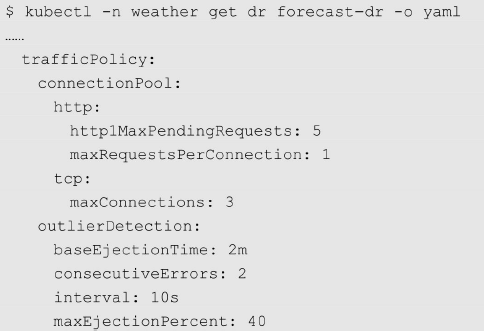 $ kubectl -n weather get dr forecast-dr -o yaml
……
  trafficPolicy:
    connectionPool:
      http:
        http1MaxPendingRequests: 5
        maxRequestsPerConnection: 1
      tcp:
        maxConnections: 3
    outlierDetection:
      baseEjectionTime: 2m
      consecutiveErrors: 2
      interval: 10s
      maxEjectionPercent: 40